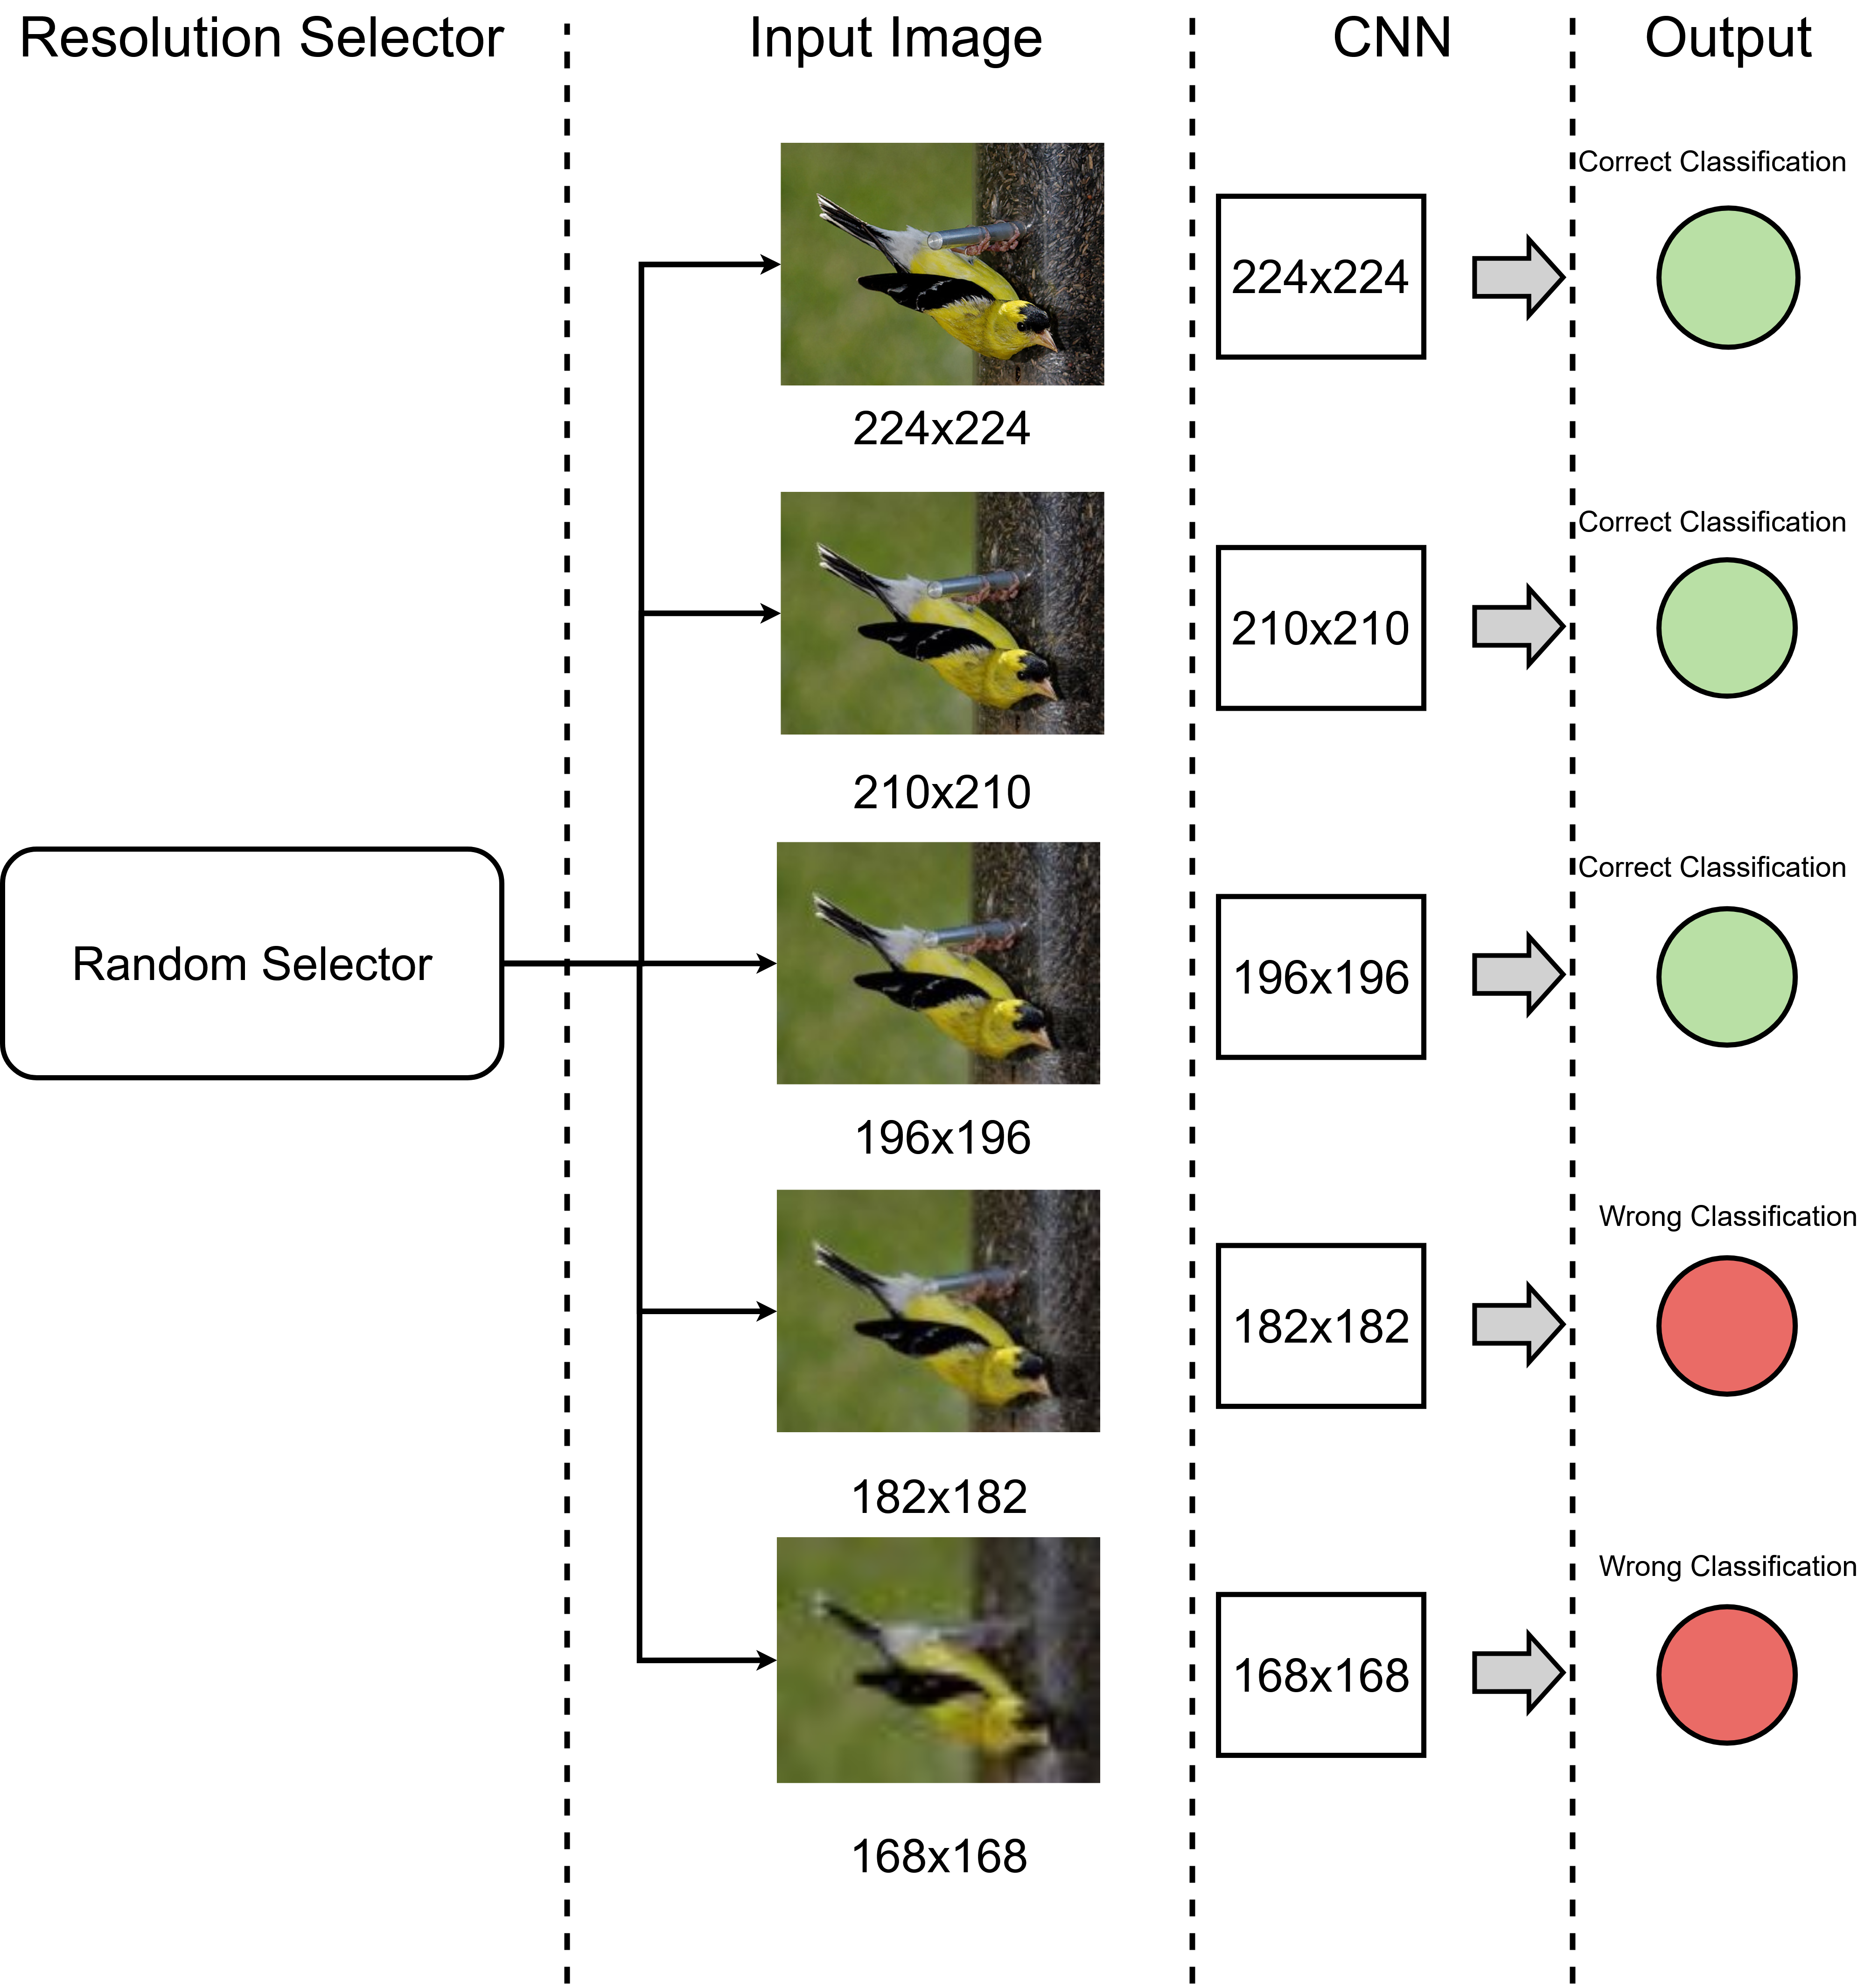 Resolution Selector
Input Image
CNN
Output
Correct Classification
224x224
224x224
Correct Classification
210x210
210x210
Correct Classification
Random Selector
196x196
196x196
Wrong Classification
182x182
182x182
Wrong Classification
168x168
168x168